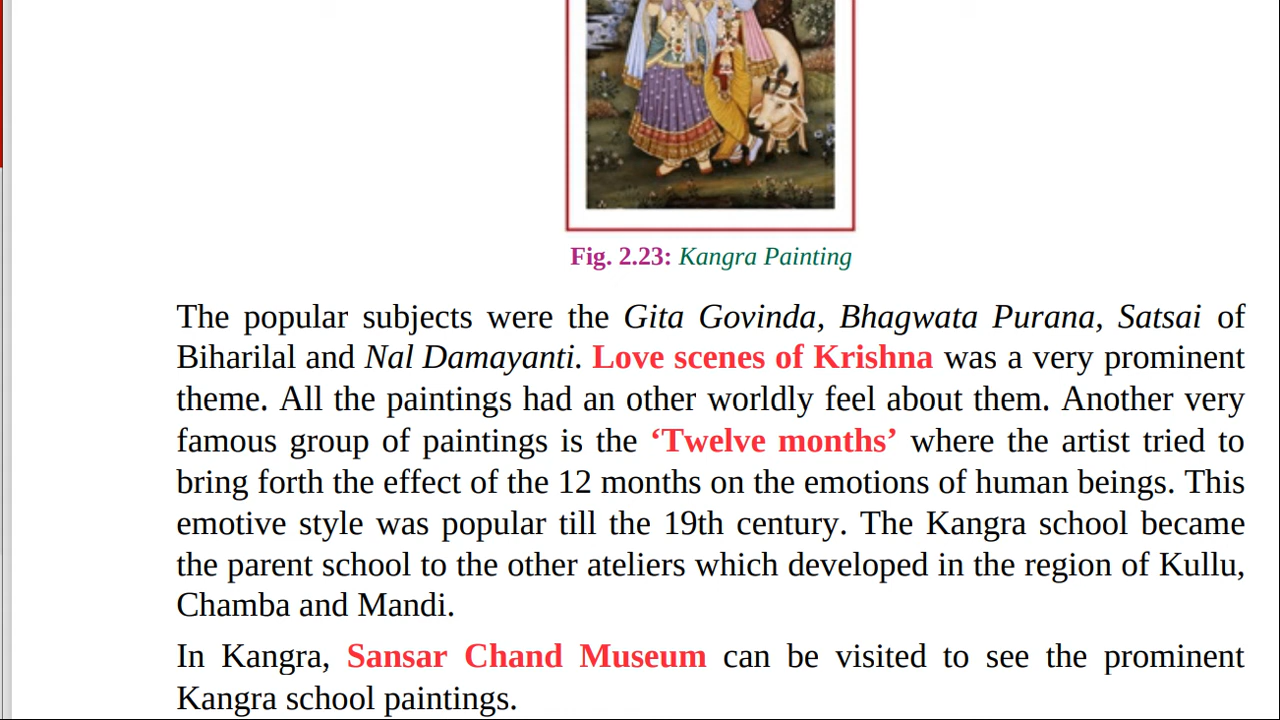 Fig. 2.23: Kangra Painting
The popular subjects were the Gita Govinda, Bhagwata Purana, Satsai of
Biharilal and Nal Damayanti. Love scenes of Krishna was a very prominent
theme. All the paintings had an other worldly feel about them. Another very
famous group of paintings is the ‘Twelve months’ where the artist tried to
bring forth the effect of the 12 months on the emotions of human beings. This
emotive style was popular till the 19th century. The Kangra school became
the parent school to the other ateliers which developed in the region of Kullu,
Chamba and Mandi.
In Kangra, Sansar Chand Museum can be visited to see the prominent
Kangra school paintings.